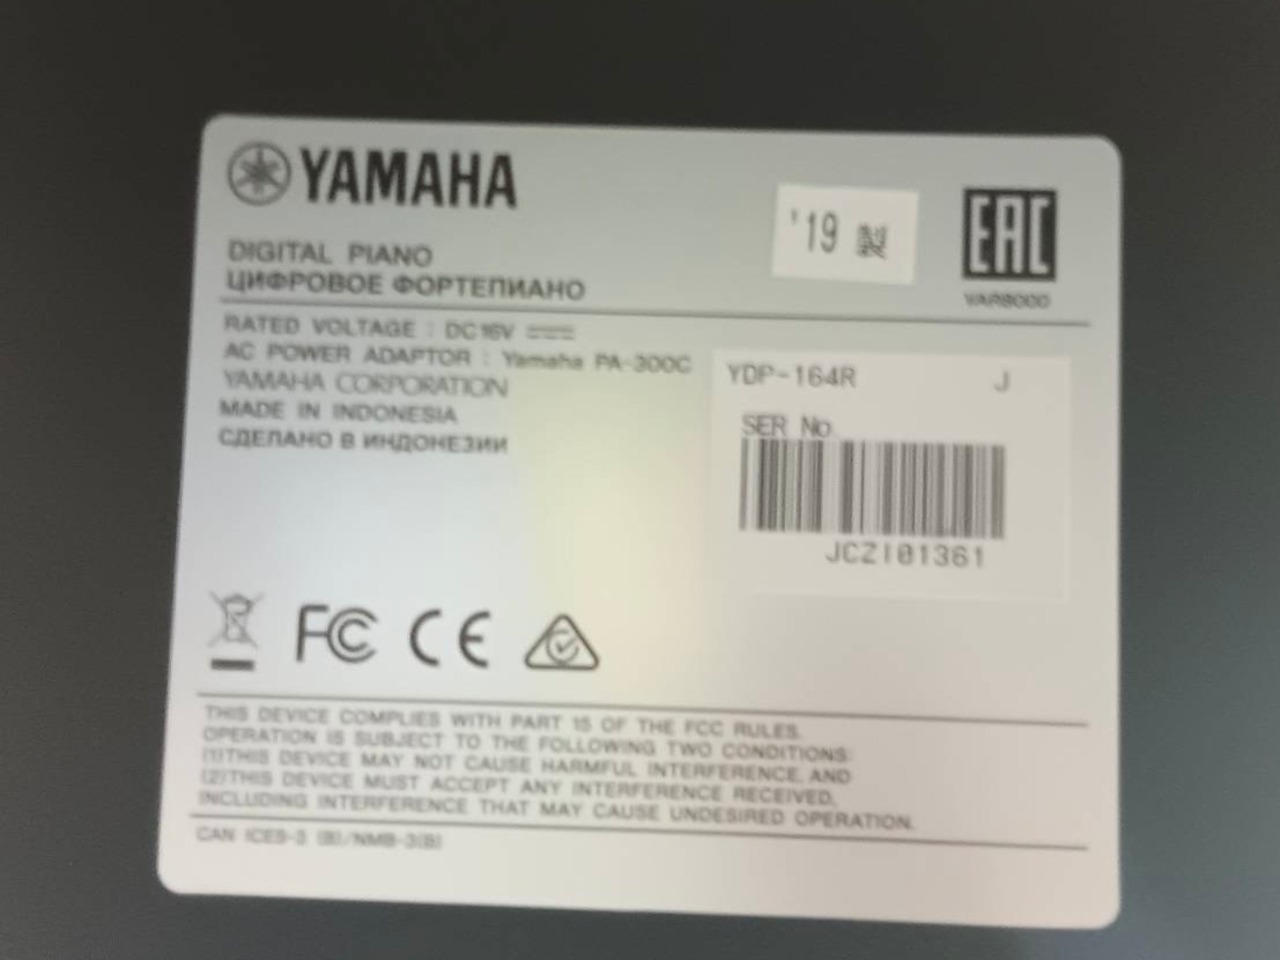 YAMAHA
'19 製
EAC
DIGITAL PIANO
ЦИФРОВОЕ ФОРТЕПИАНО
VAR8000
RATED VOLTAGE : DC16V
AC POWER ADAPTOR : Yamaha PA-300C
YAMAHA CORPORATION
MADE IN INDONESIA
СДЕЛАНО В ИНДОНЕЗИИ
YDP-164R J
SER No.
JCZI01361
FC CE
THIS DEVICE COMPLIES WITH PART 15 OF THE FCC RULES.
OPERATION IS SUBJECT TO THE FOLLOWING TWO CONDITIONS:
(1)THIS DEVICE MAY NOT CAUSE HARMFUL INTERFERENCE, AND
(2)THIS DEVICE MUST ACCEPT ANY INTERFERENCE RECEIVED,
INCLUDING INTERFERENCE THAT MAY CAUSE UNDESIRED OPERATION.
CAN ICES-3 (B)/NMB-3(B)